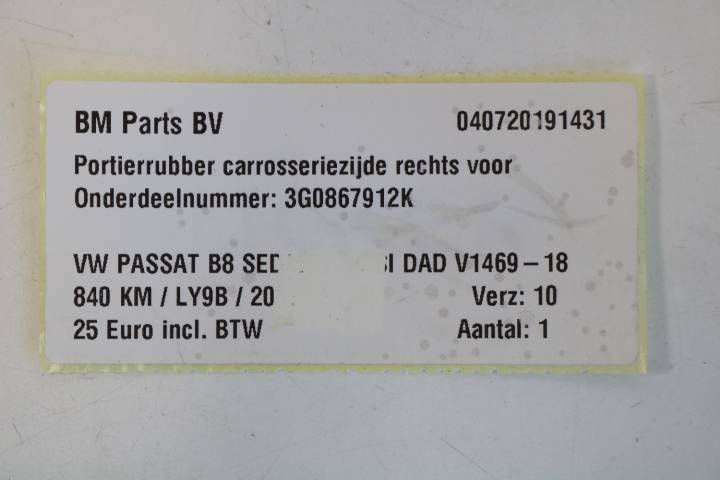 BM Parts BV 040720191431
Portierrubber carrosseriezijde rechts voor
Onderdeelnummer: 3G0867912K
VW PASSAT B8 DAD V1469-18
840 KM / LY9B / 20 Verz: 10
25 Euro incl. BTW Aantal: 1